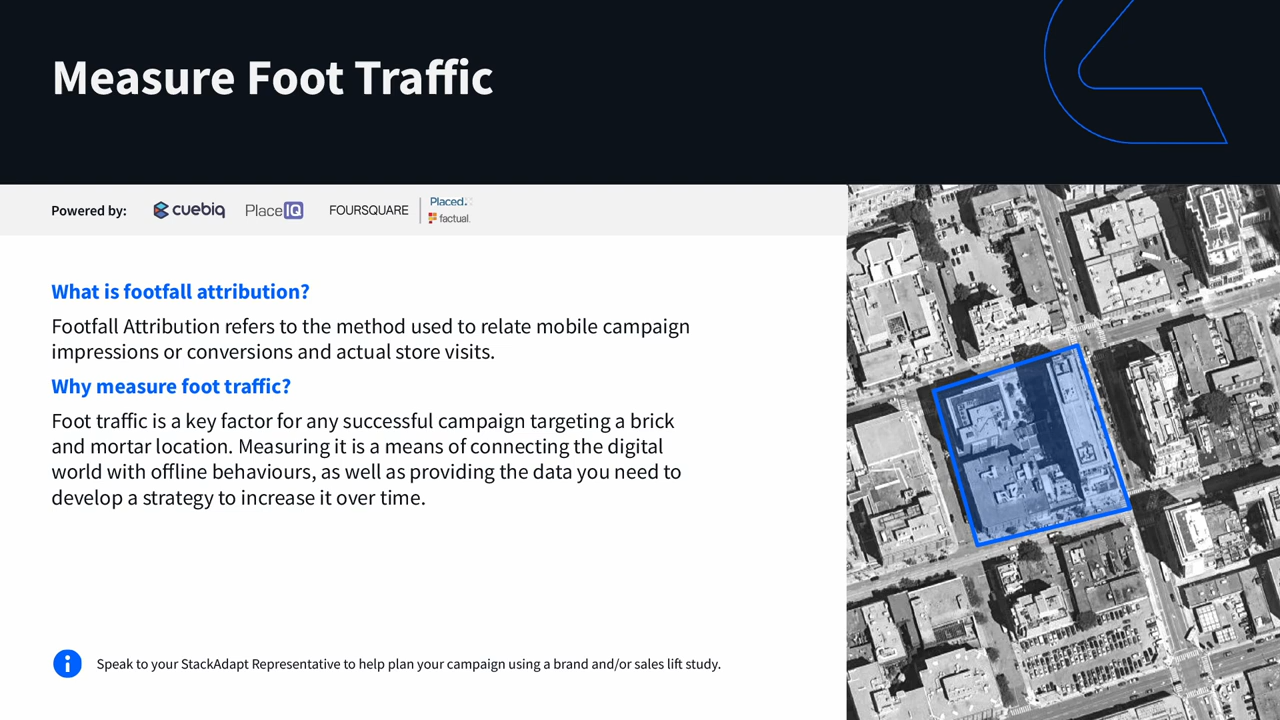 Measure Foot Traffic
Powered by: cuebiq PlaceIQ FOURSQUARE Placed. factual.
What is footfall attribution?
Footfall Attribution refers to the method used to relate mobile campaign
impressions or conversions and actual store visits.
Why measure foot traffic?
Foot traffic is a key factor for any successful campaign targeting a brick
and mortar location. Measuring it is a means of connecting the digital
world with offline behaviours, as well as providing the data you need to
develop a strategy to increase it over time.
Speak to your StackAdapt Representative to help plan your campaign using a brand and/or sales lift study.